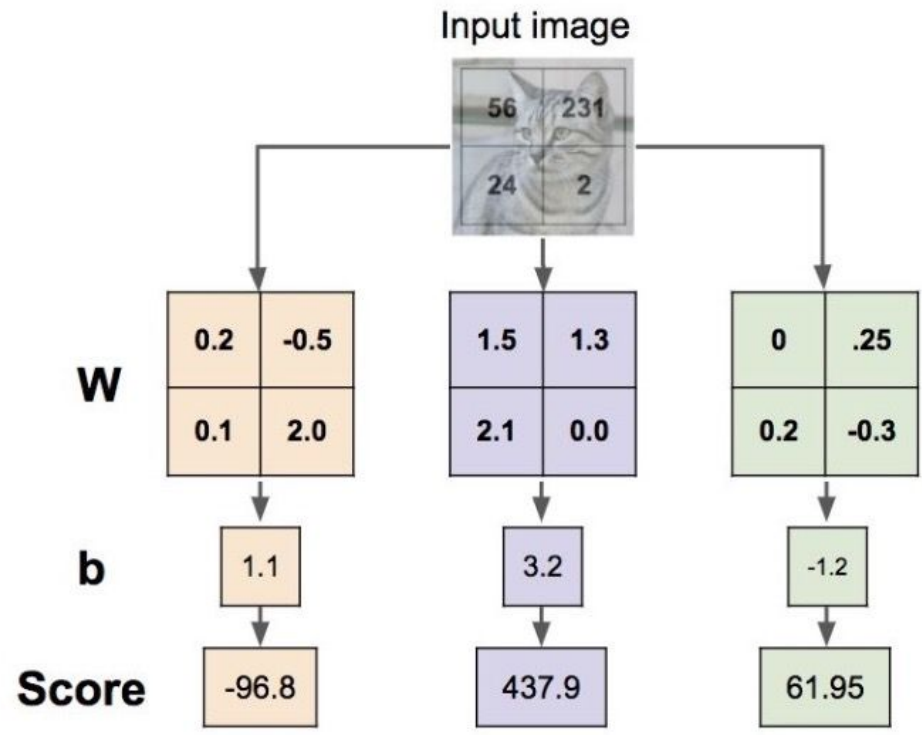 Input image
56 231
24 2
W
0.2 -0.5 1.5 1.3 0 .25
0.1 2.0 2.1 0.0 0.2 -0.3
b 1.1 3.2 -1.2
Score -96.8 437.9 61.95